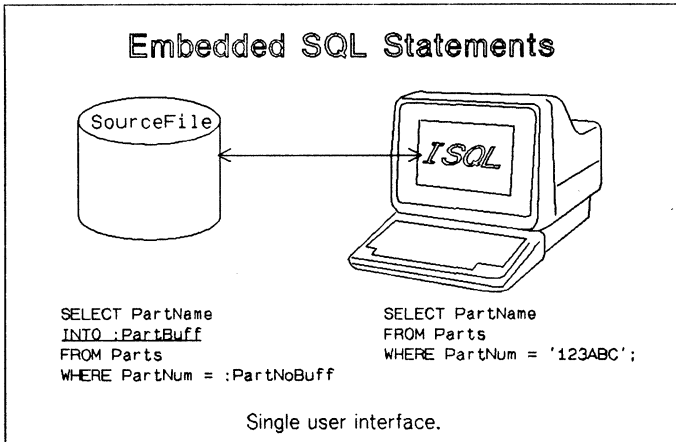 Embedded SQL Statements
SourceFile
ISQL
SELECT PartName
INTO :PartBuff
FROM Parts
WHERE PartNum = :PartNoBuff
SELECT PartName
FROM Parts
WHERE PartNum = '123ABC';
Single user interface.